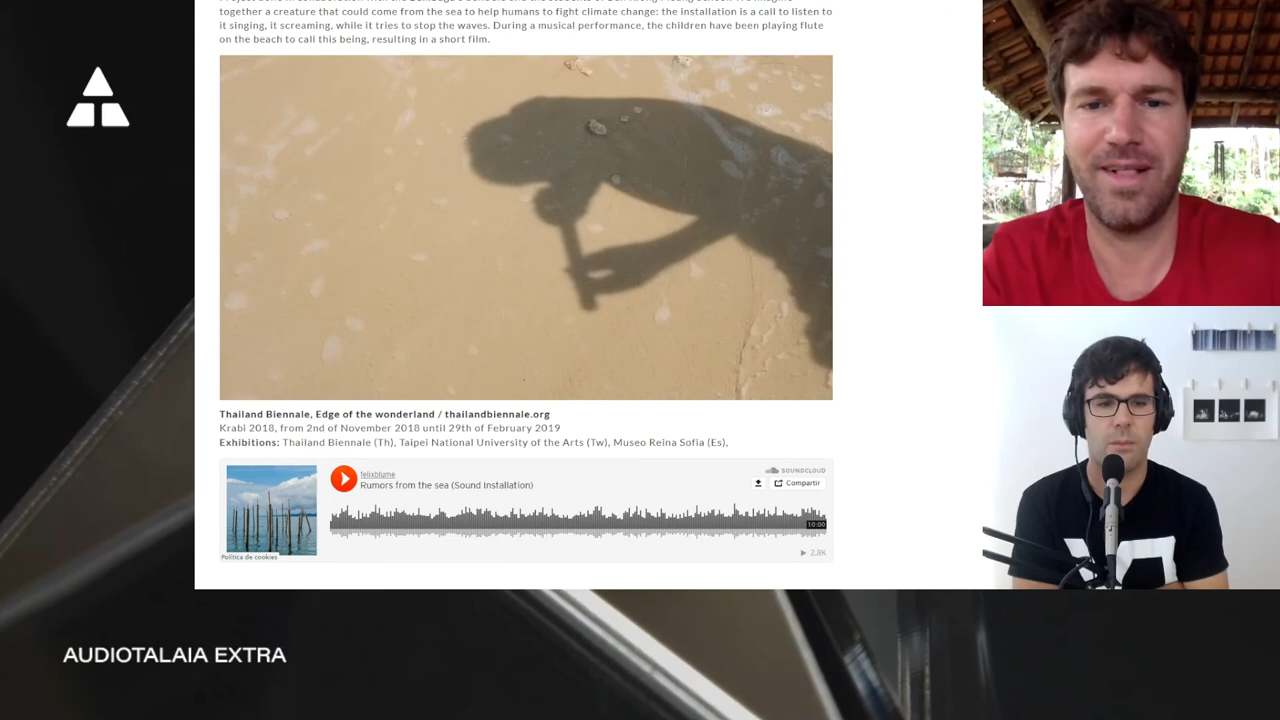 together a creature that could come from the sea to help humans to fight climate change: the installation is a call to listen to
it singing, it screaming, while it tries to stop the waves. During a musical performance, the children have been playing flute
on the beach to call this being, resulting in a short film.
Thailand Biennale, Edge of the wonderland / thailandbiennale.org
Krabi 2018, from 2nd of November 2018 until 29th of February 2019
Exhibitions: Thailand Biennale (Th), Taipei National University of the Arts (Tw), Museo Reina Sofia (Es),
felixblume
Rumors from the sea (Sound Installation)
SOUNDCLOUD
Compartir
10:00
Política de cookies
2.8K
AUDIOTALAIA EXTRA